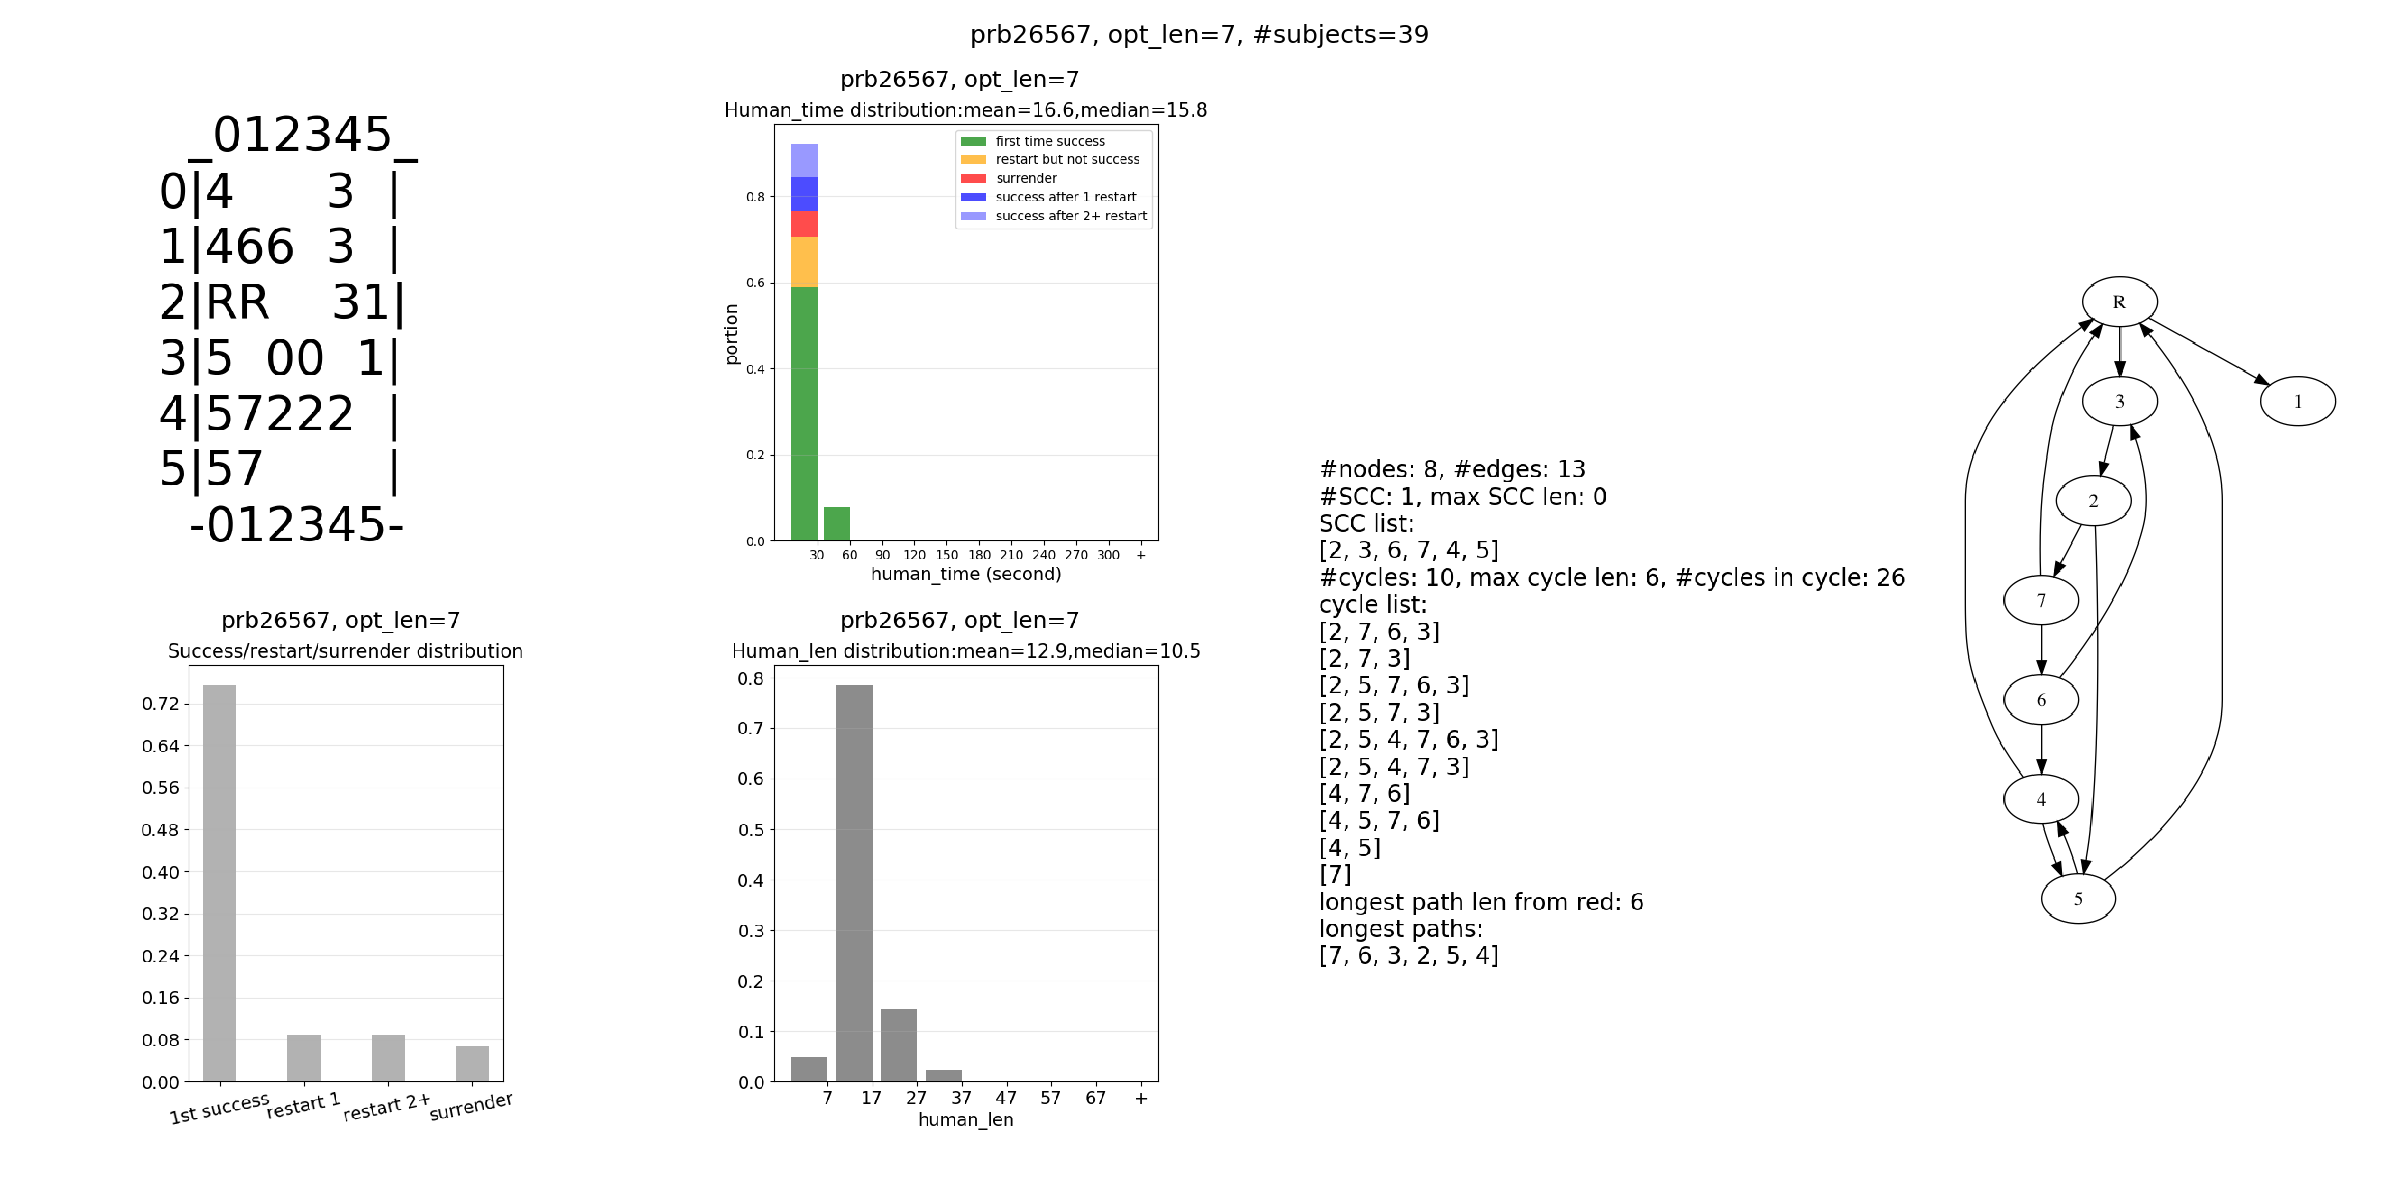 prb26567, opt_len=7, #subjects=39
_012345_
0|4   3 |
1|466 3 |
2|RR  31|
3|5 00 1|
4|57222 |
5|57    |
-012345-
prb26567, opt_len=7
Human_time distribution:mean=16.6,median=15.8
first time success
restart but not success
surrender
success after 1 restart
success after 2+ restart
portion
0.8
0.6
0.4
0.2
0.0
30 60 90 120 150 180 210 240 270 300 +
human_time (second)
prb26567, opt_len=7
Success/restart/surrender distribution
0.72
0.64
0.56
0.48
0.40
0.32
0.24
0.16
0.08
0.00
1st success restart 1 restart 2+ surrender
prb26567, opt_len=7
Human_len distribution:mean=12.9,median=10.5
0.8
0.7
0.6
0.5
0.4
0.3
0.2
0.1
0.0
7 17 27 37 47 57 67 +
human_len
#nodes: 8, #edges: 13
#SCC: 1, max SCC len: 0
SCC list:
[2, 3, 6, 7, 4, 5]
#cycles: 10, max cycle len: 6, #cycles in cycle: 26
cycle list:
[2, 7, 6, 3]
[2, 7, 3]
[2, 5, 7, 6, 3]
[2, 5, 7, 3]
[2, 5, 4, 7, 6, 3]
[2, 5, 4, 7, 3]
[4, 7, 6]
[4, 5, 7, 6]
[4, 5]
[7]
longest path len from red: 6
longest paths:
[7, 6, 3, 2, 5, 4]
R
3
1
2
7
6
4
5